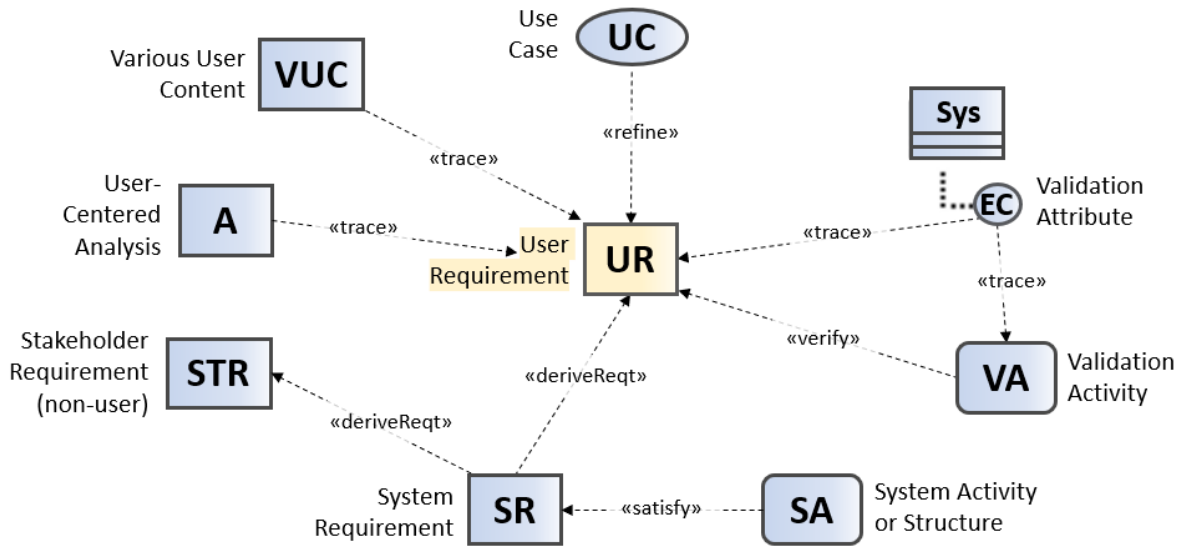 Use
Case
UC
Various User
Content
VUC
«refine»
Sys
«trace»
User-
Centered
Analysis
A
«trace»
User
Requirement
UR
«trace»
EC
Validation
Attribute
«trace»
Stakeholder
Requirement
(non-user)
STR
«deriveReqt»
«verify»
VA
Validation
Activity
«deriveReqt»
System
Requirement
SR
«satisfy»
SA
System Activity
or Structure